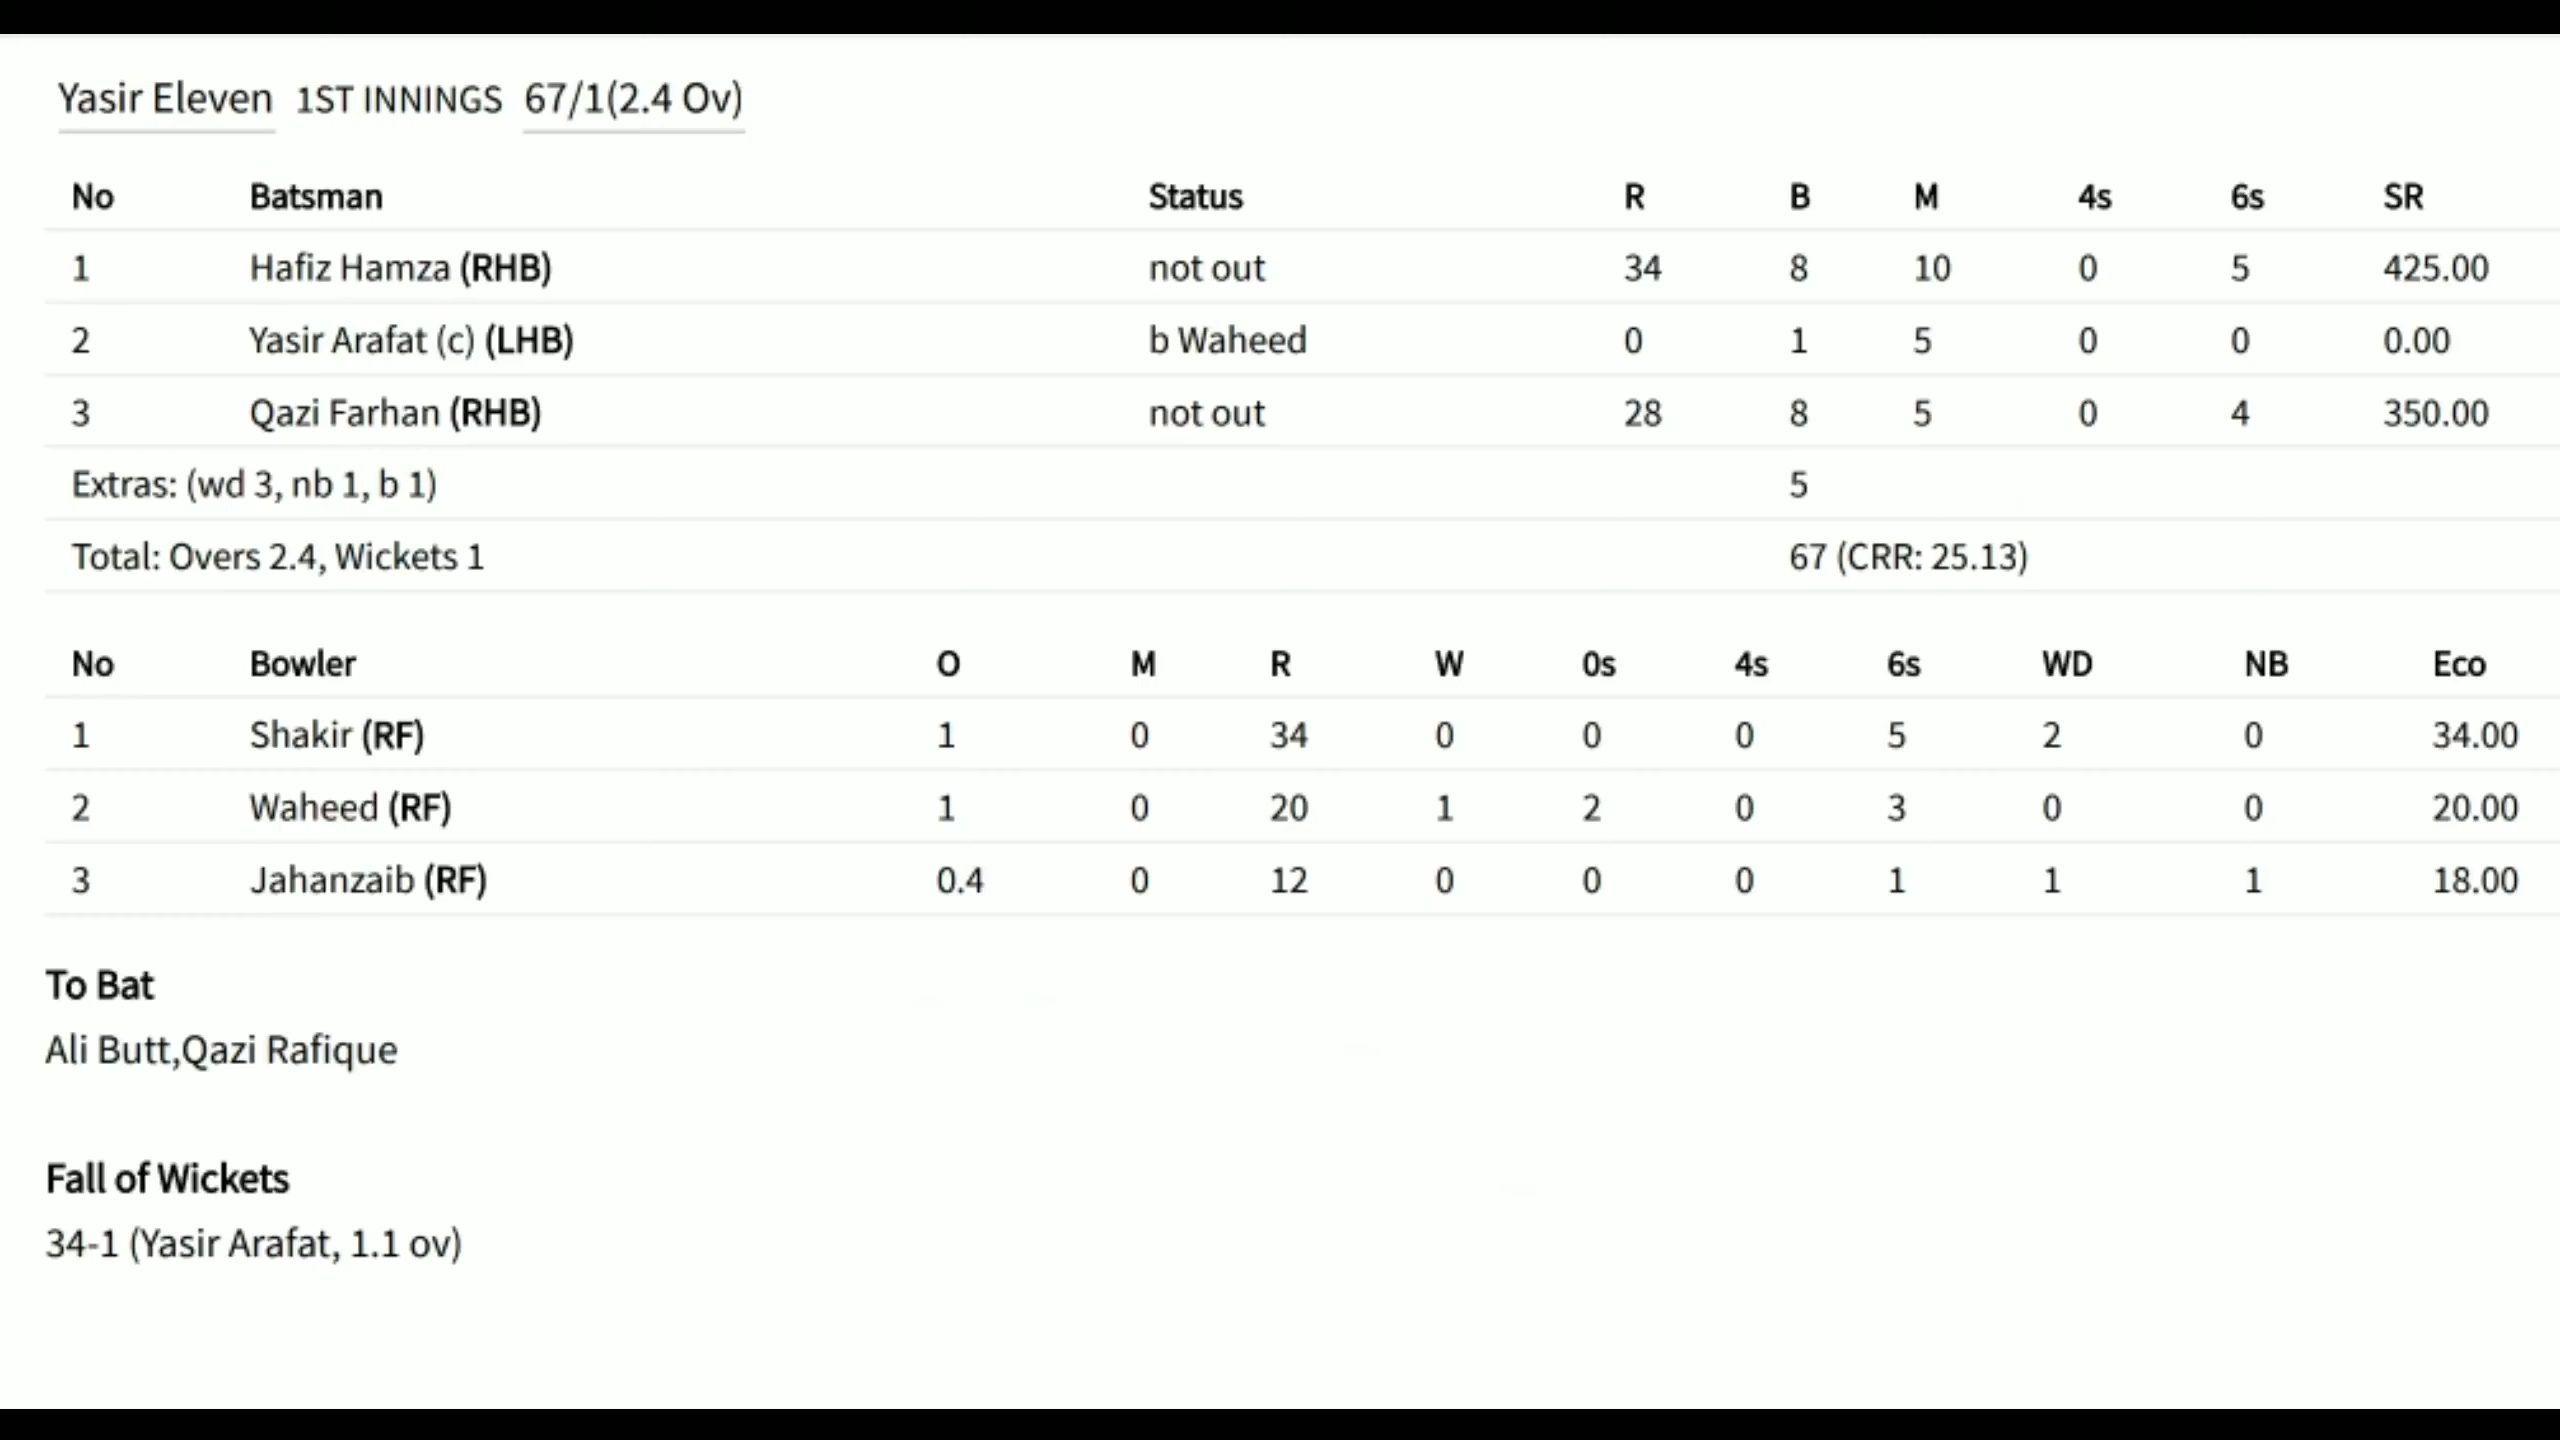 Yasir Eleven 1ST INNINGS 67/1(2.4 Ov)
No Batsman Status R B M 4s 6s SR
1 Hafiz Hamza (RHB) not out 34 8 10 0 5 425.00
2 Yasir Arafat (c) (LHB) b Waheed 0 1 5 0 0 0.00
3 Qazi Farhan (RHB) not out 28 8 5 0 4 350.00
Extras: (wd 3, nb 1, b 1) 5
Total: Overs 2.4, Wickets 1 67 (CRR: 25.13)
No Bowler O M R W 0s 4s 6s WD NB Eco
1 Shakir (RF) 1 0 34 0 0 0 5 2 0 34.00
2 Waheed (RF) 1 0 20 1 2 0 3 0 0 20.00
3 Jahanzaib (RF) 0.4 0 12 0 0 0 1 1 1 18.00
To Bat
Ali Butt,Qazi Rafique
Fall of Wickets
34-1 (Yasir Arafat, 1.1 ov)